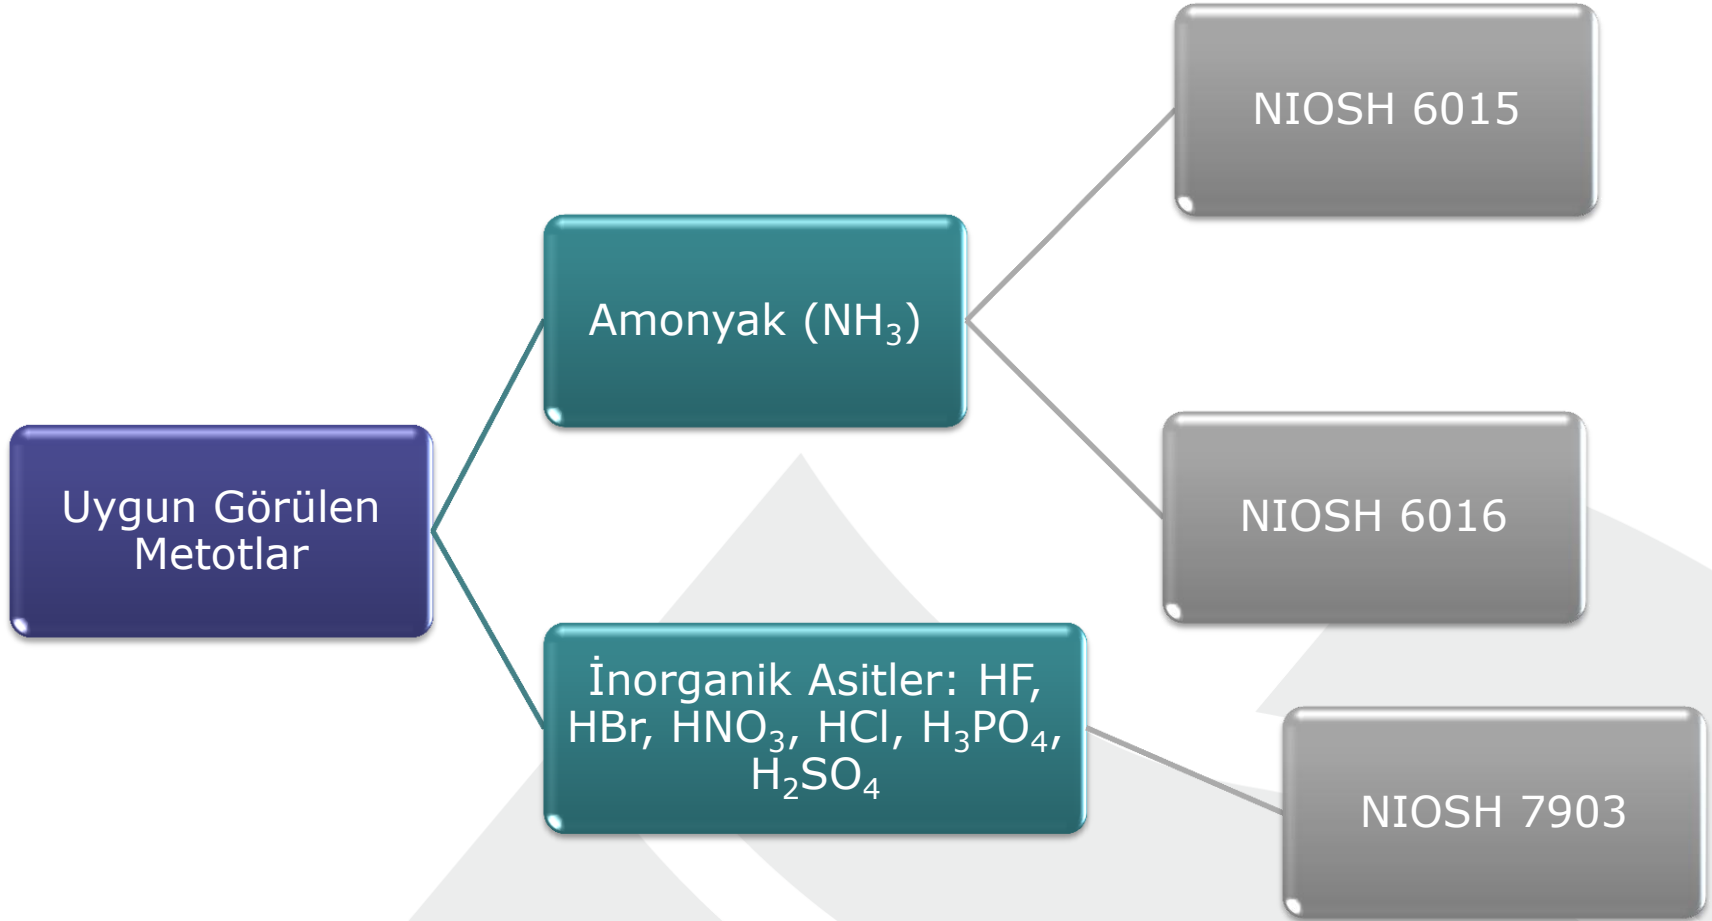 Uygun Görülen
Metotlar
Amonyak (NH₃)
NIOSH 6015
NIOSH 6016
İnorganik Asitler: HF,
HBr, HNO₃, HCl, H₃PO₄,
H₂SO₄
NIOSH 7903